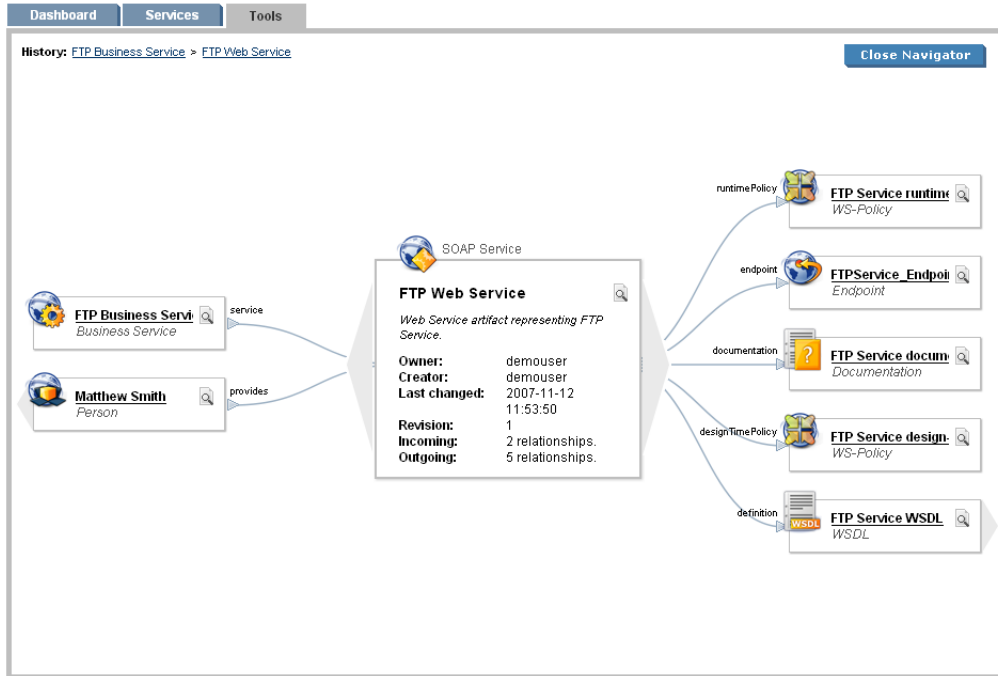 Dashboard
Services
Tools
History: FTP Business Service > FTP Web Service
Close Navigator
FTP Business Servi
Business Service
service
Matthew Smith
Person
provides
SOAP Service
FTP Web Service
Web Service artifact representing FTP
Service.
Owner: demouser
Creator: demouser
Last changed: 2007-11-12
11:53:50
Revision: 1
Incoming: 2 relationships.
Outgoing: 5 relationships.
runtimePolicy
FTP Service runtime
WS-Policy
endpoint
FTPService_Endpoi
Endpoint
documentation
FTP Service docum
Documentation
designTimePolicy
FTP Service design-
WS-Policy
definition
WSDL
FTP Service WSDL
WSDL